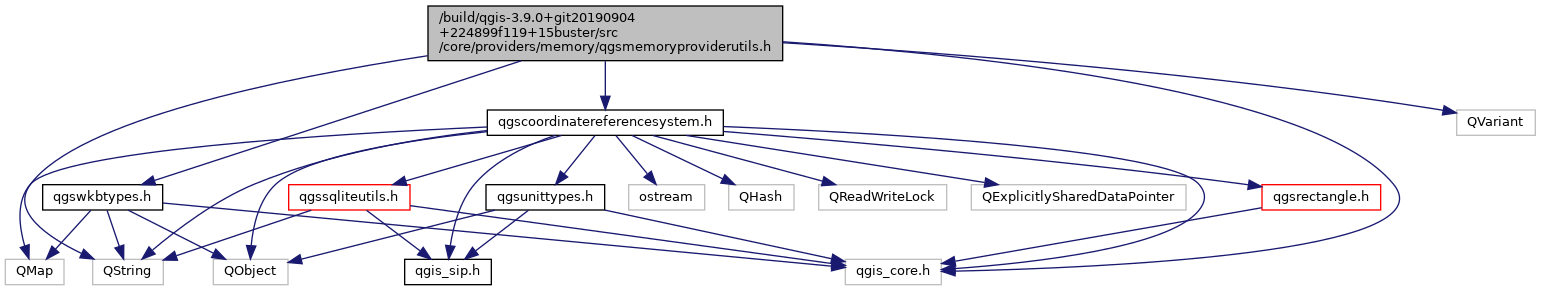 /build/qgis-3.9.0+git20190904
+224899f119+15buster/src
/core/providers/memory/qgsmemoryproviderutils.h
qgscoordinatereferencesystem.h
QVariant
qgswkbtypes.h
qgssqliteutils.h
qgsunittypes.h
ostream
QHash
QReadWriteLock
QExplicitlySharedDataPointer
qgsrectangle.h
QMap
QString
QObject
qgis_sip.h
qgis_core.h